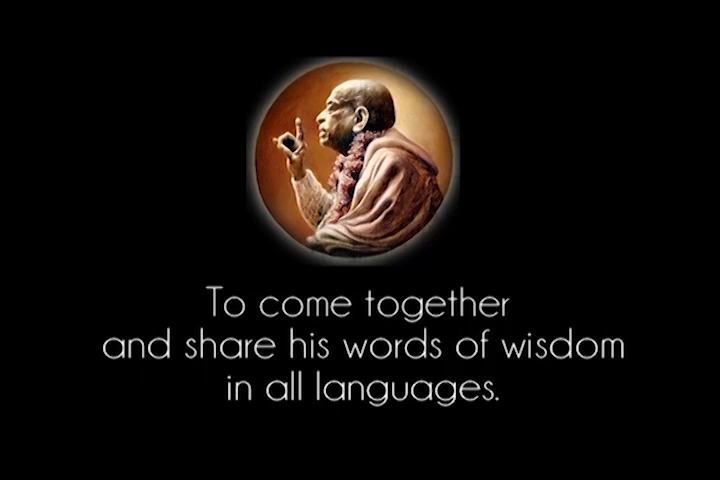 To come together
and share his words of wisdom
in all languages.